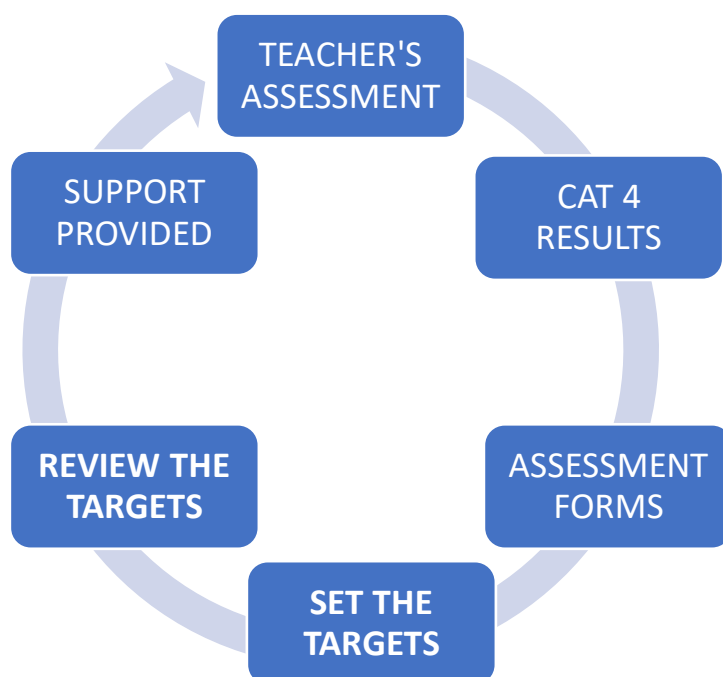 TEACHER'S
ASSESSMENT
CAT 4
RESULTS
ASSESSMENT
FORMS
SET THE
TARGETS
REVIEW THE
TARGETS
SUPPORT
PROVIDED